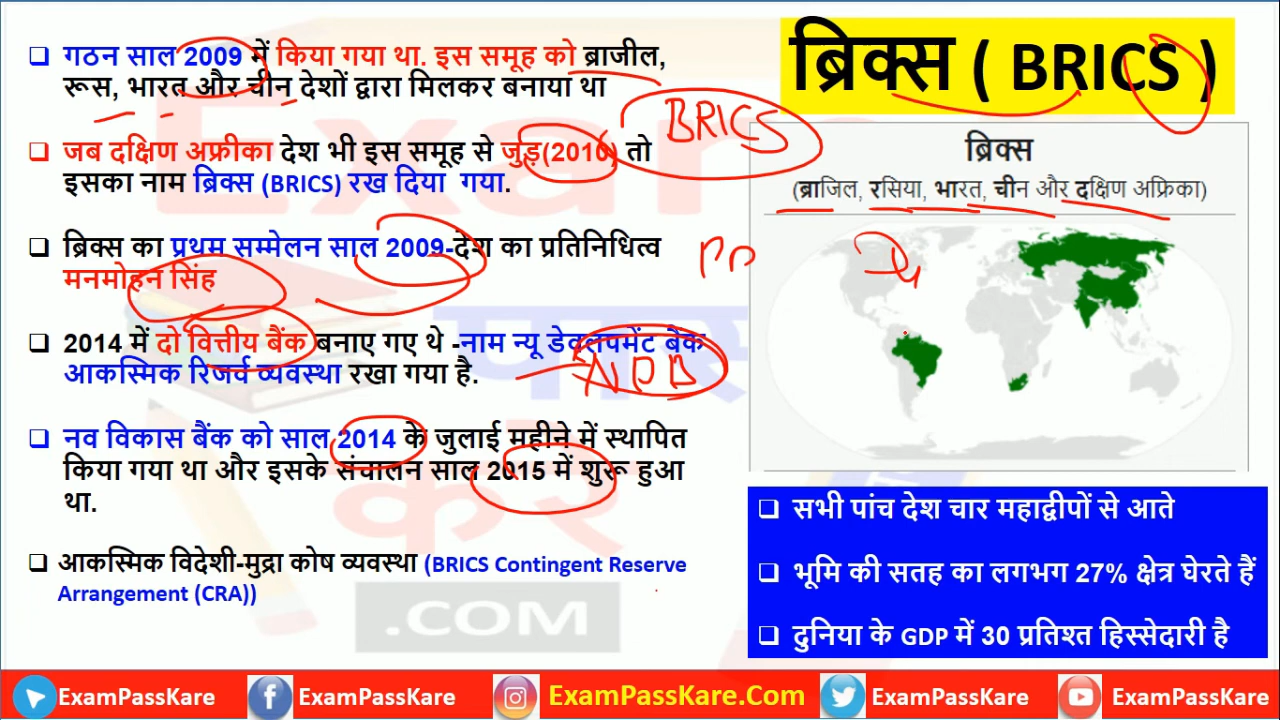 ब्रिक्स ( BRICS )
गठन साल 2009 में किया गया था. इस समूह को ब्राजील,
रूस, भारत और चीन देशों द्वारा मिलकर बनाया था
BRICS
जब दक्षिण अफ्रीका देश भी इस समूह से जुड़(2010) तो
इसका नाम ब्रिक्स (BRICS) रख दिया गया.
ब्रिक्स का प्रथम सम्मेलन साल 2009-देश का प्रतिनिधित्व
मनमोहन सिंह
2014 में दो वित्तीय बैंक बनाए गए थे -नाम न्यू डेवलपमेंट बैंक
आकस्मिक रिजर्व व्यवस्था रखा गया है.
NDB
नव विकास बैंक को साल 2014 के जुलाई महीने में स्थापित
किया गया था और इसके संचालन साल 2015 में शुरू हुआ
था.
आकस्मिक विदेशी-मुद्रा कोष व्यवस्था (BRICS Contingent Reserve
Arrangement (CRA))
ब्रिक्स
(ब्राजिल, रसिया, भारत, चीन और दक्षिण अफ्रिका)
सभी पांच देश चार महाद्वीपों से आते
भूमि की सतह का लगभग 27% क्षेत्र घेरते हैं
दुनिया के GDP में 30 प्रतिश्त हिस्सेदारी है
Exam
पास
करे
.COM
ExamPassKare
ExamPassKare
ExamPassKare.Com
ExamPassKare
ExamPassKare